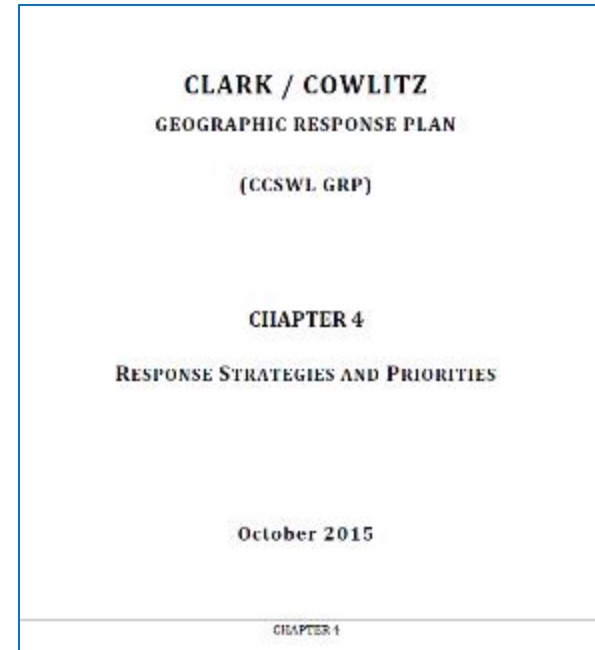 CLARK / COWLITZ
GEOGRAPHIC RESPONSE PLAN
(CCSWL GRP)
CHAPTER 4
RESPONSE STRATEGIES AND PRIORITIES
October 2015
CHAPTER 4